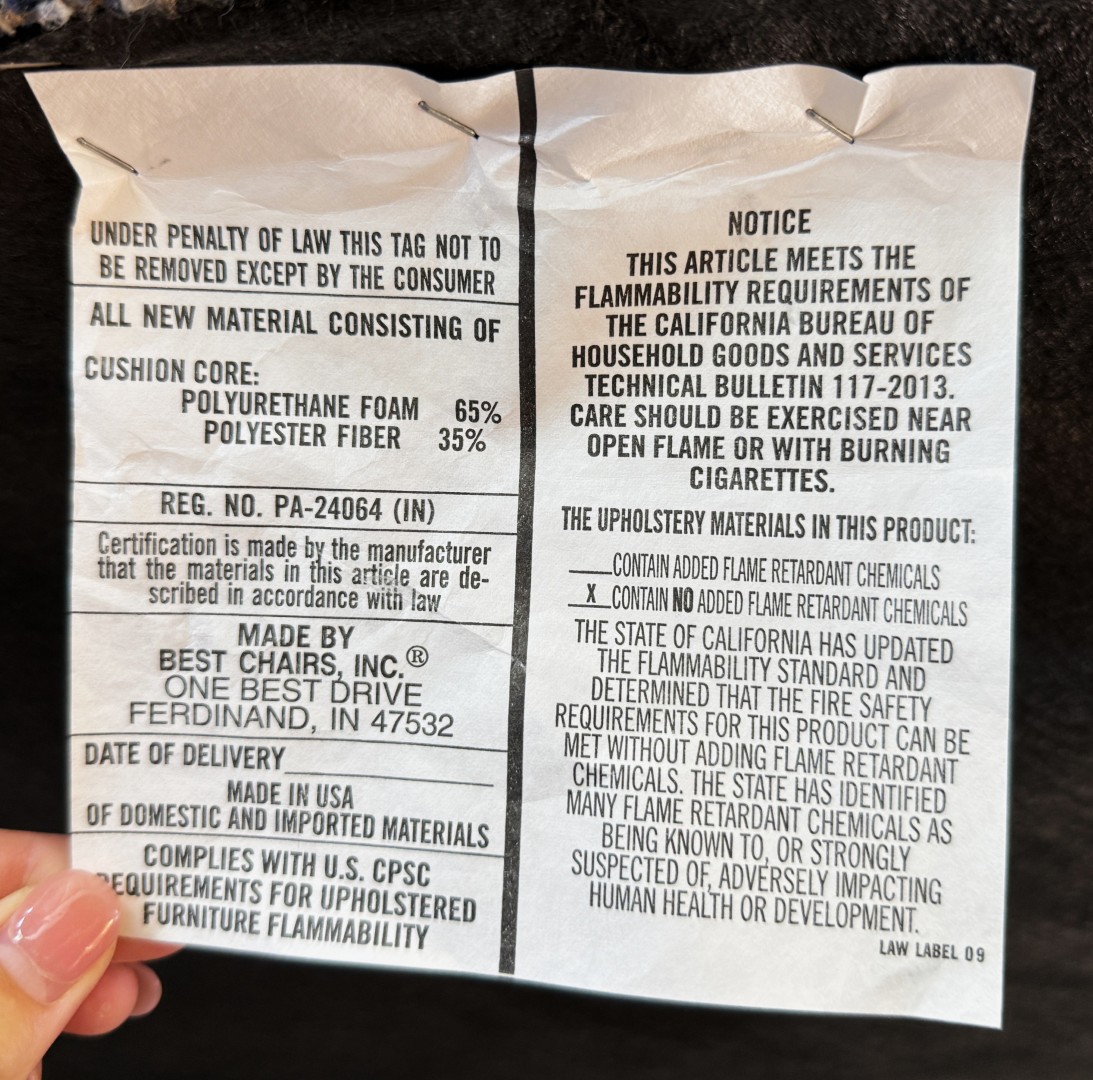 UNDER PENALTY OF LAW THIS TAG NOT TO
BE REMOVED EXCEPT BY THE CONSUMER
ALL NEW MATERIAL CONSISTING OF
CUSHION CORE:
POLYURETHANE FOAM 65%
POLYESTER FIBER 35%
REG. NO. PA-24064 (IN)
Certification is made by the manufacturer
that the materials in this article are de-
scribed in accordance with law
MADE BY
BEST CHAIRS, INC.®
ONE BEST DRIVE
FERDINAND, IN 47532
DATE OF DELIVERY
MADE IN USA
OF DOMESTIC AND IMPORTED MATERIALS
COMPLIES WITH U.S. CPSC
REQUIREMENTS FOR UPHOLSTERED
FURNITURE FLAMMABILITY
NOTICE
THIS ARTICLE MEETS THE
FLAMMABILITY REQUIREMENTS OF
THE CALIFORNIA BUREAU OF
HOUSEHOLD GOODS AND SERVICES
TECHNICAL BULLETIN 117-2013.
CARE SHOULD BE EXERCISED NEAR
OPEN FLAME OR WITH BURNING
CIGARETTES.
THE UPHOLSTERY MATERIALS IN THIS PRODUCT:
___CONTAIN ADDED FLAME RETARDANT CHEMICALS
_X_CONTAIN NO ADDED FLAME RETARDANT CHEMICALS
THE STATE OF CALIFORNIA HAS UPDATED
THE FLAMMABILITY STANDARD AND
DETERMINED THAT THE FIRE SAFETY
REQUIREMENTS FOR THIS PRODUCT CAN BE
MET WITHOUT ADDING FLAME RETARDANT
CHEMICALS. THE STATE HAS IDENTIFIED
MANY FLAME RETARDANT CHEMICALS AS
BEING KNOWN TO, OR STRONGLY
SUSPECTED OF, ADVERSELY IMPACTING
HUMAN HEALTH OR DEVELOPMENT.
LAW LABEL 09